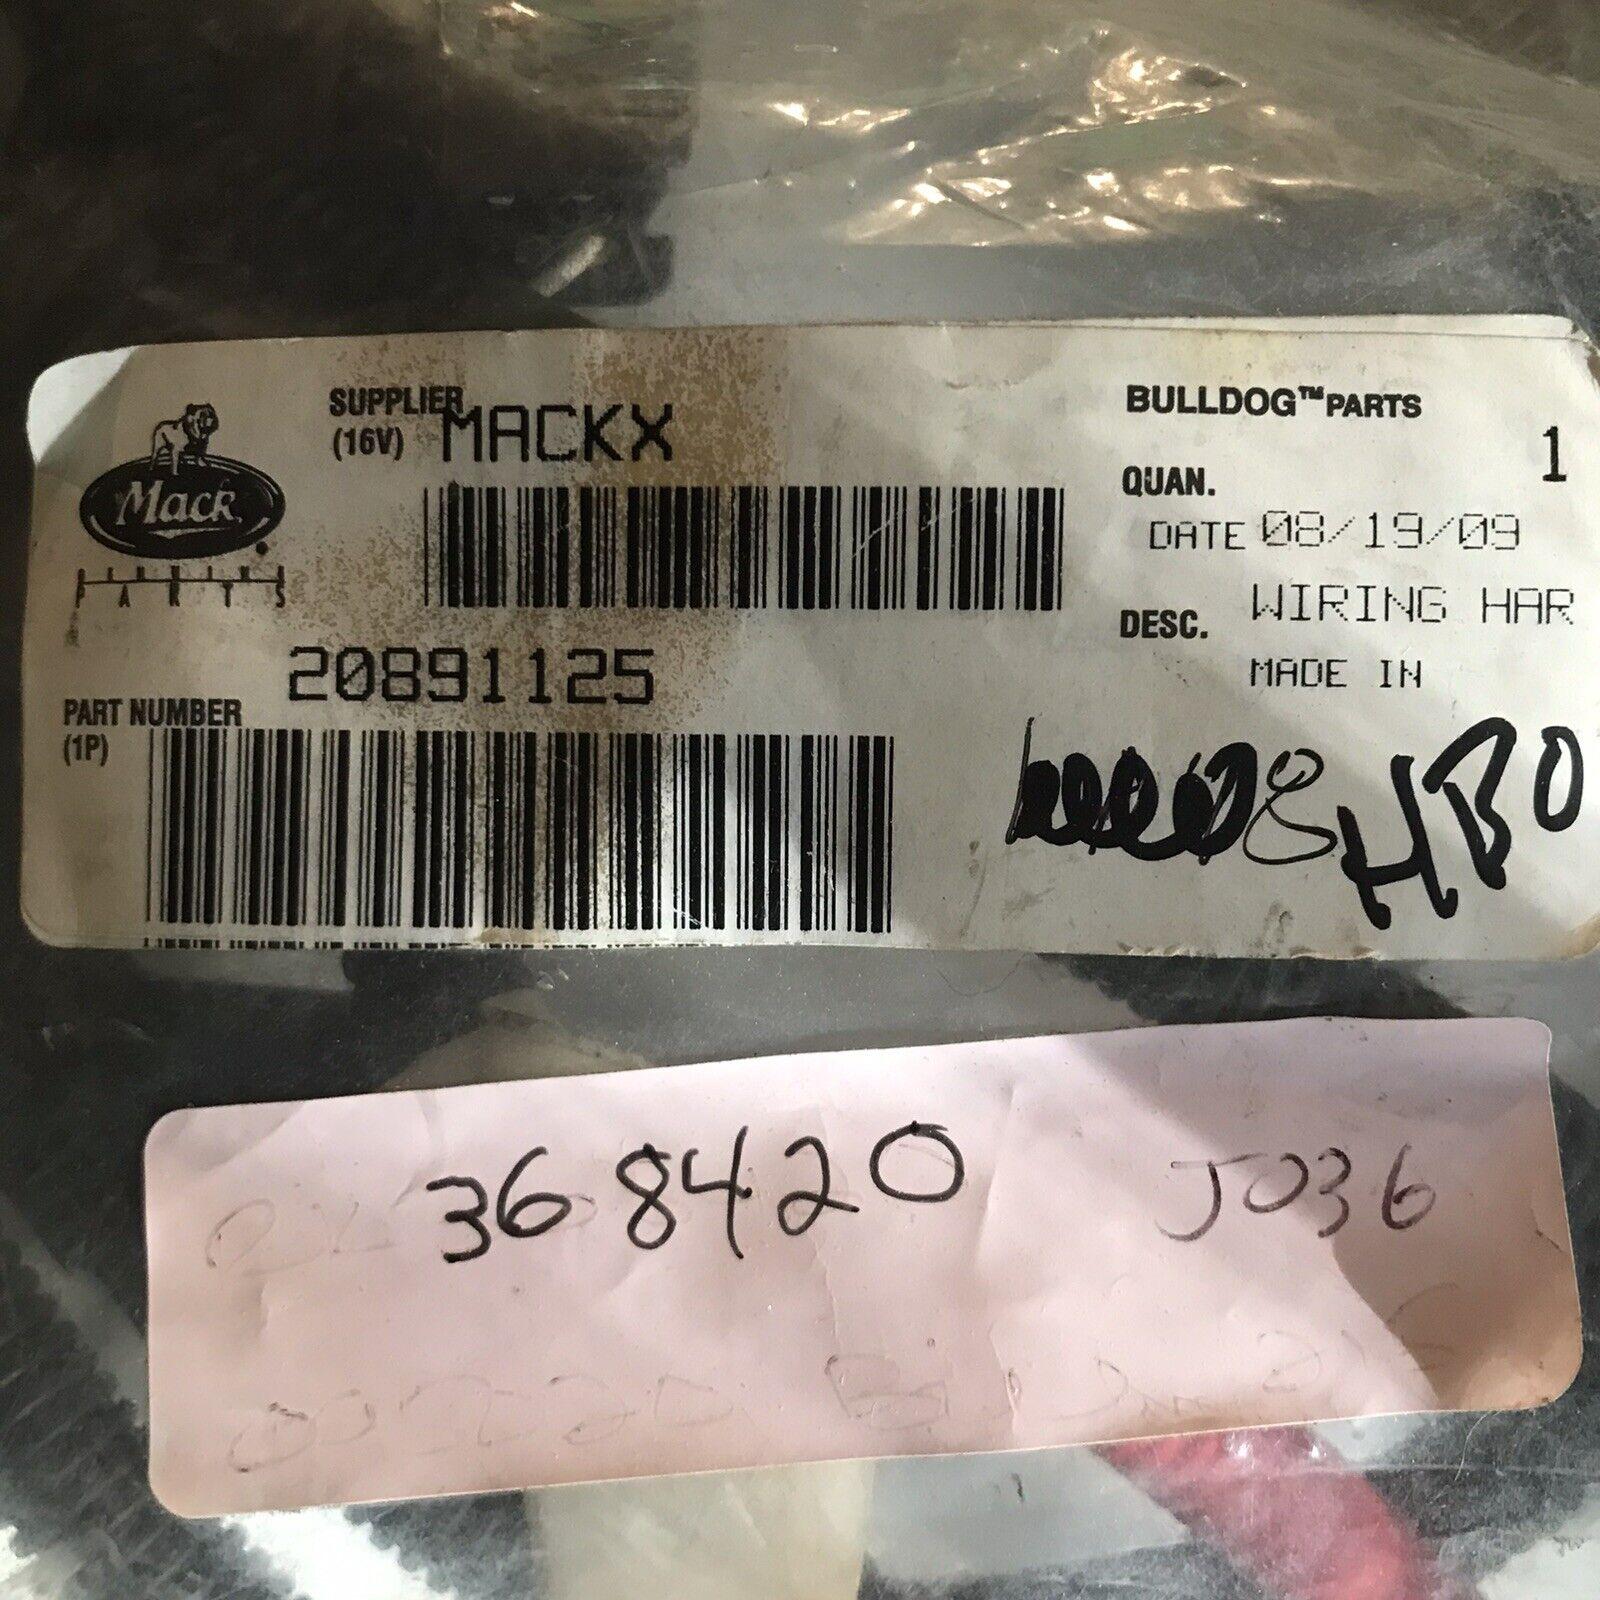 SUPPLIER
(16V) MACKX
BULLDOG™ PARTS
Mack
PARTS
QUAN. 1
DATE 08/19/09
DESC. WIRING HAR
MADE IN
20891125
PART NUMBER
(1P)
8 HBO
368420 J036